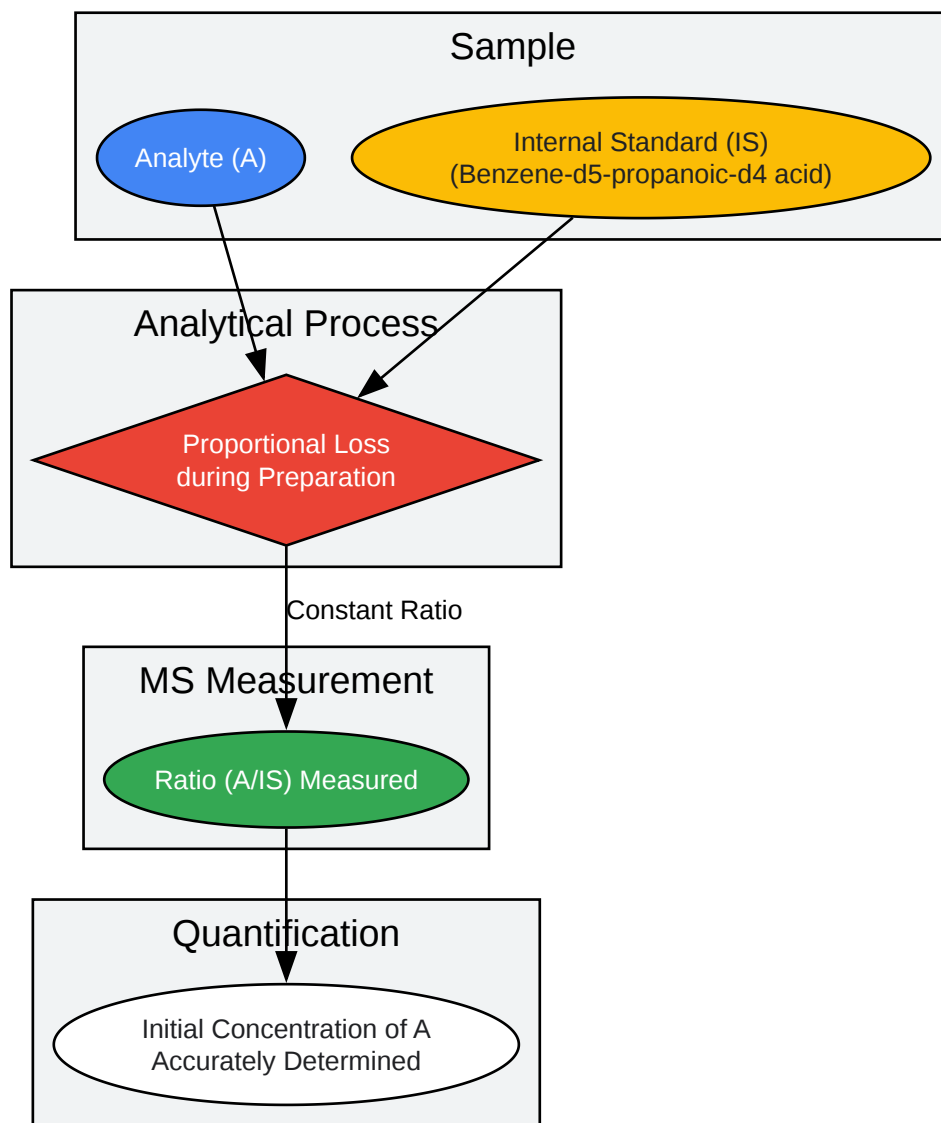 Sample
Analyte (A)
Internal Standard (IS)
(Benzene-d5-propanoic-d4 acid)
Analytical Process
Proportional Loss
during Preparation
Constant Ratio
MS Measurement
Ratio (A/IS) Measured
Quantification
Initial Concentration of A
Accurately Determined